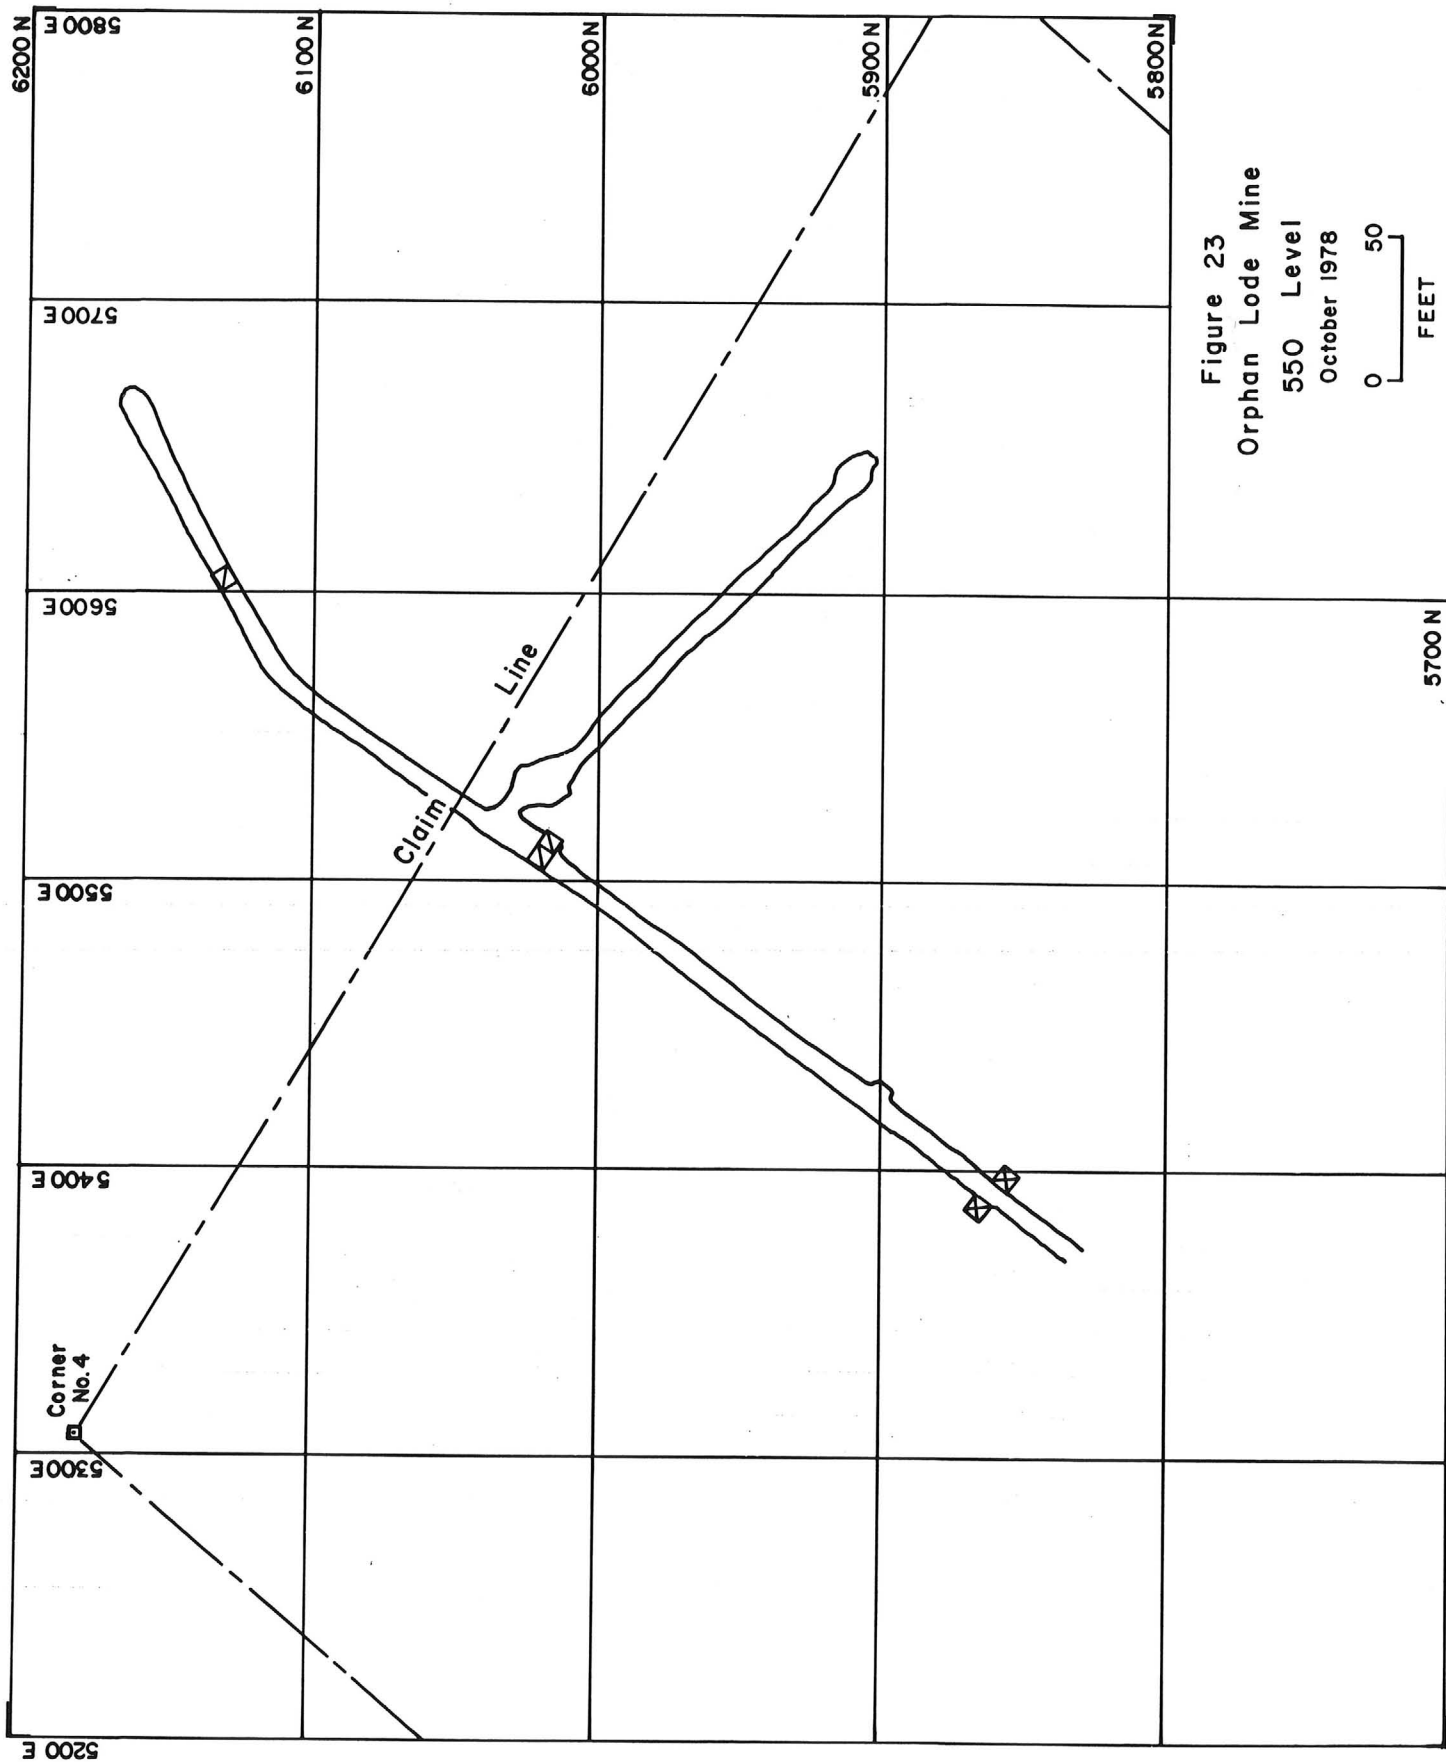 6200 N
6100 N
6000 N
5900 N
5800 N
5700 N
5800 E
5700 E
5600 E
5500 E
5400 E
5300 E
5200 E
Corner
No. 4
Claim Line
Figure 23
Orphan Lode Mine
550 Level
October 1978
0 50
FEET